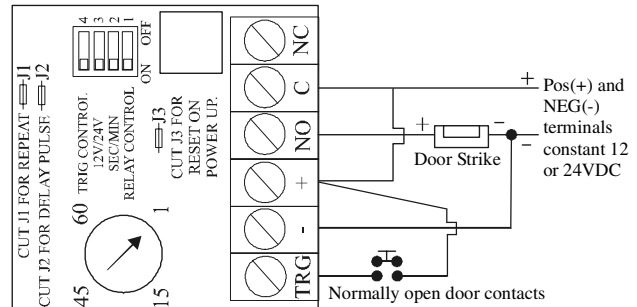 4 3 2 1
OFF
ON
J1
J2
CUT J1 FOR REPEAT
CUT J2 FOR DELAY PULSE
TRIG CONTROL
12V/24V
SEC/MIN
RELAY CONTROL
J3
CUT J3 FOR
RESET ON
POWER UP.
60
1
45
15
NC
C
NO
+
-
TRG
+
Pos(+) and
NEG(-)
terminals
constant 12
or 24VDC
+
-
-
Door Strike
Normally open door contacts